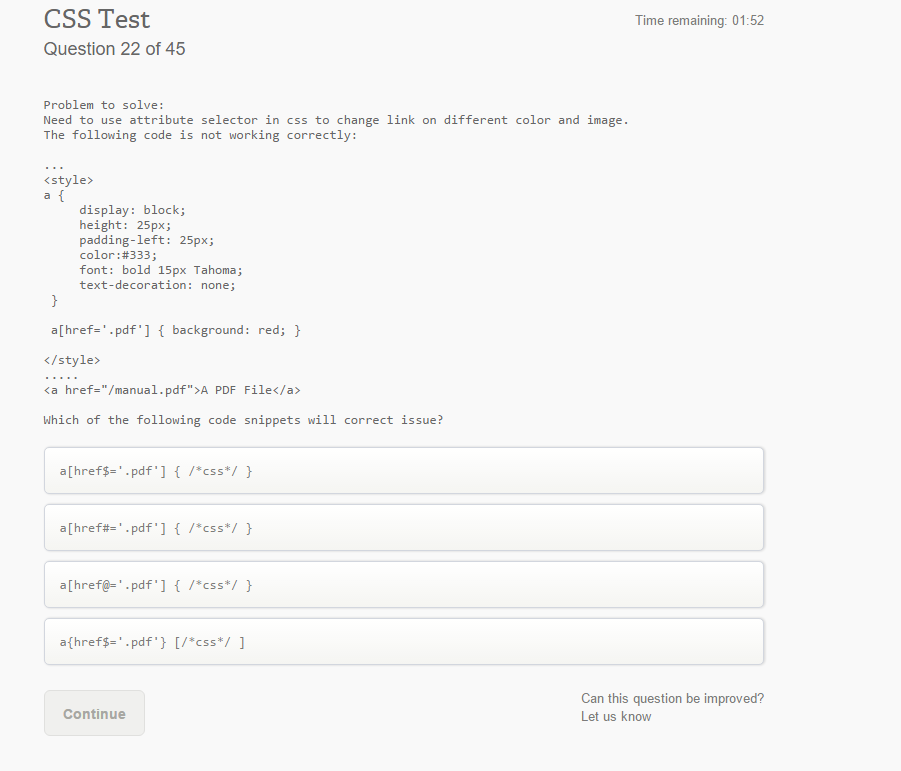 CSS Test
Time remaining: 01:52
Question 22 of 45
Problem to solve:
Need to use attribute selector in css to change link on different color and image.
The following code is not working correctly:
...
<style>
a {
display: block;
height: 25px;
padding-left: 25px;
color:#333;
font: bold 15px Tahoma;
text-decoration: none;
}
a[href='.pdf'] { background: red; }
</style>
.....
<a href="/manual.pdf">A PDF File</a>
Which of the following code snippets will correct issue?
a[href$='.pdf'] { /*css*/ }
a[href#='.pdf'] { /*css*/ }
a[href@='.pdf'] { /*css*/ }
a{href$='.pdf'} [/*css*/ ]
Continue
Can this question be improved?
Let us know